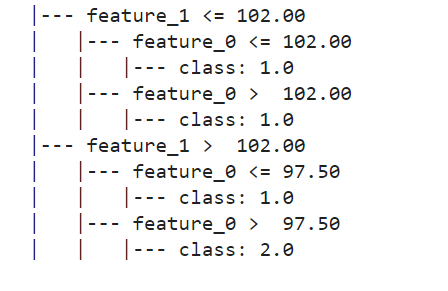 |--- feature_1 <= 102.00
|   |--- feature_0 <= 102.00
|   |   |--- class: 1.0
|   |--- feature_0 >  102.00
|   |   |--- class: 1.0
|--- feature_1 >  102.00
|   |--- feature_0 <= 97.50
|   |   |--- class: 1.0
|   |--- feature_0 >  97.50
|   |   |--- class: 2.0